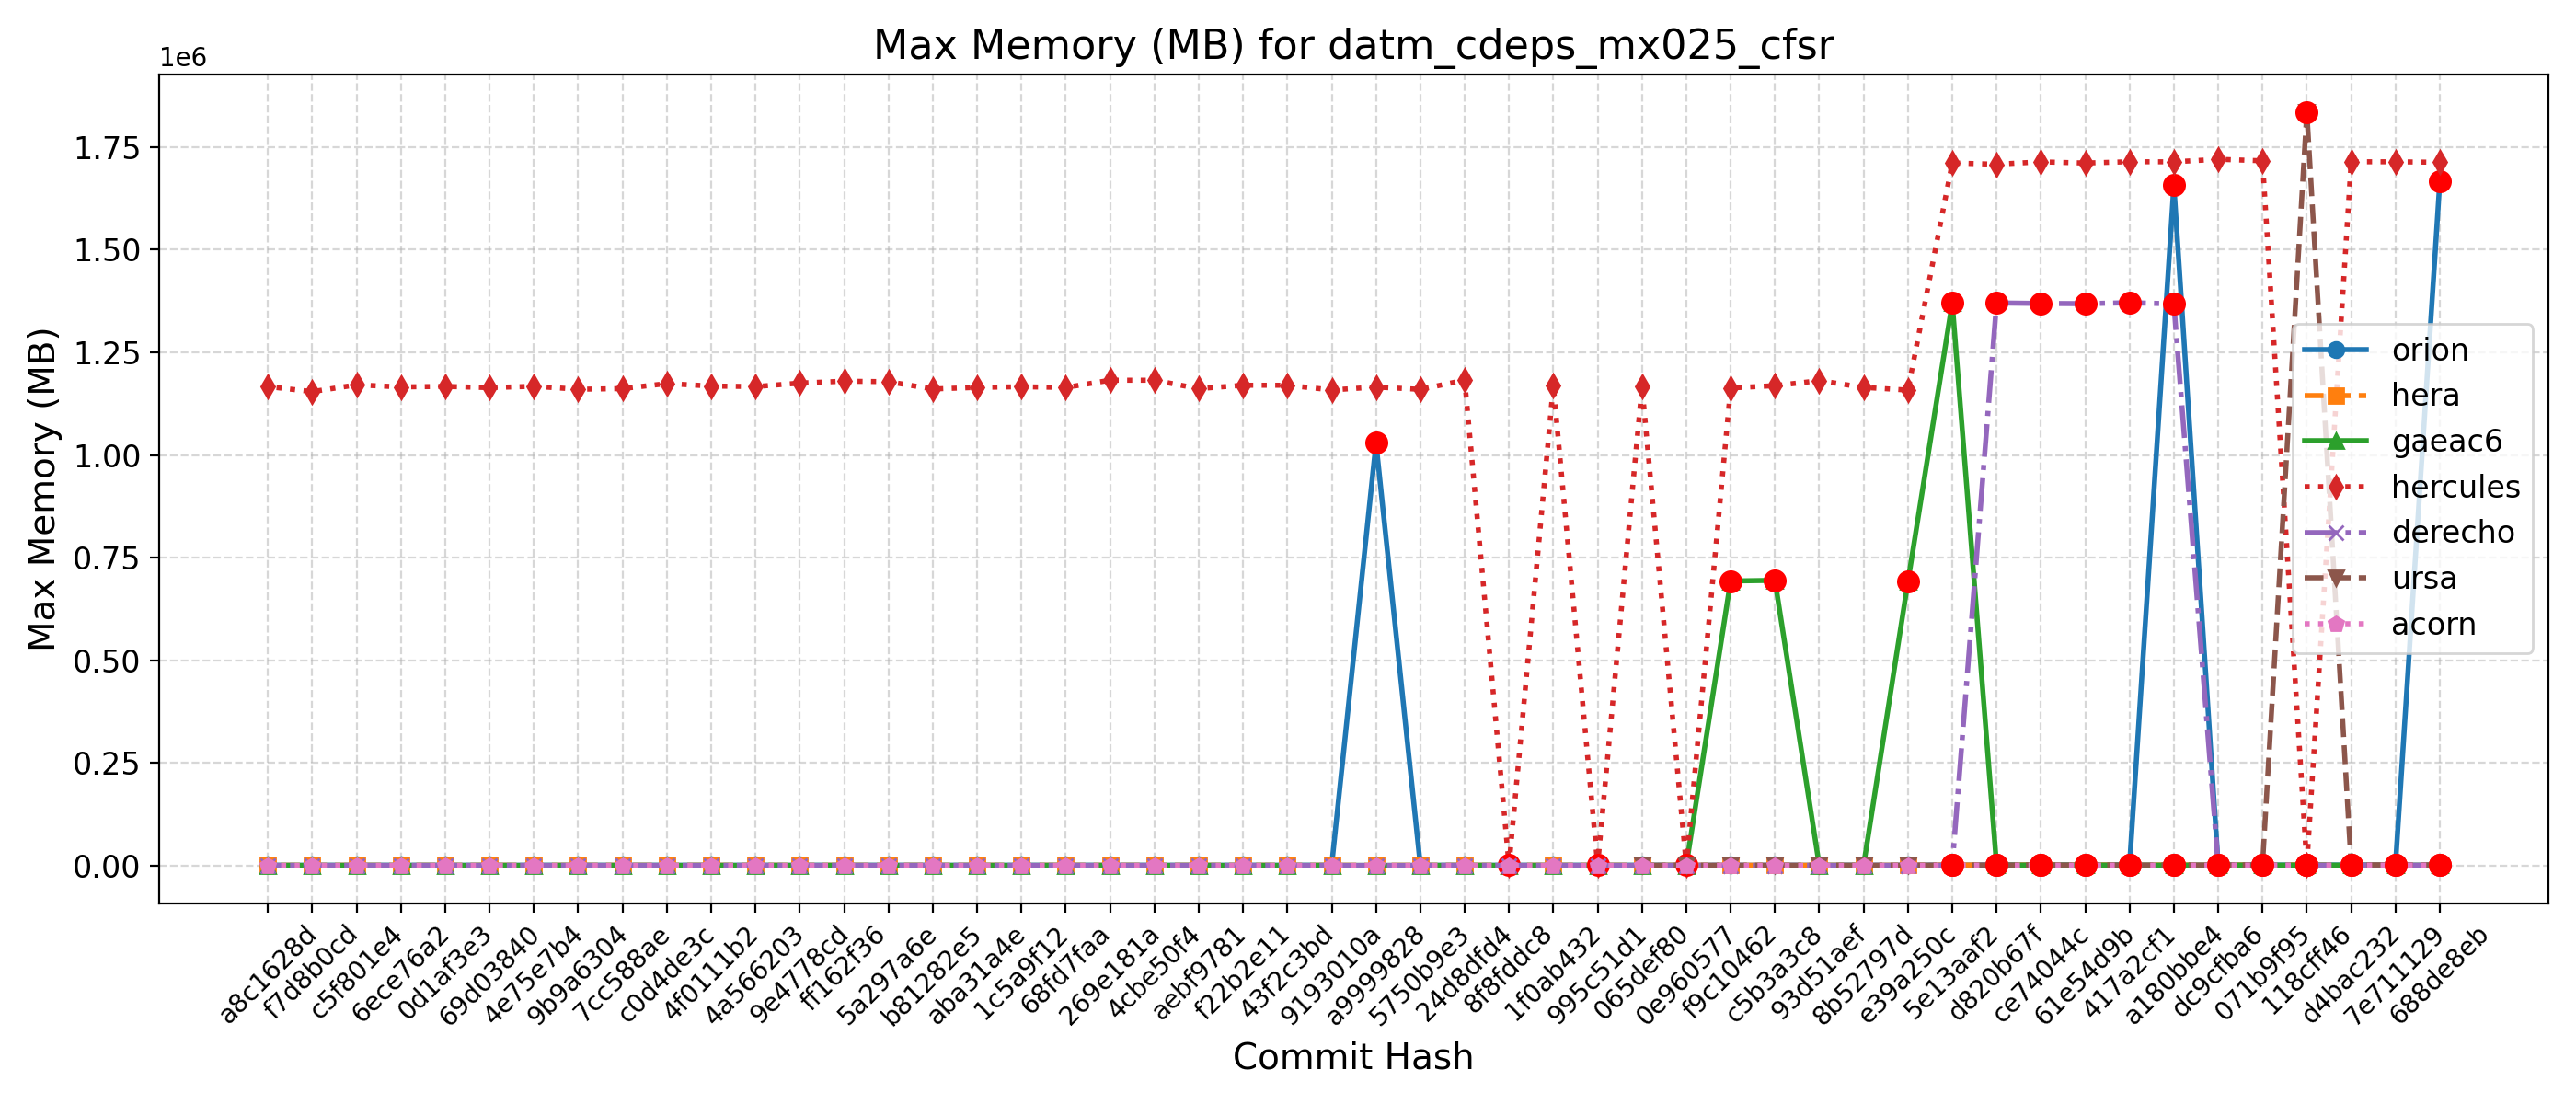 Max Memory (MB) for datm_cdeps_mx025_cfsr
1e6
1.75
1.50
1.25
1.00
0.75
0.50
0.25
0.00
Max Memory (MB)
orion
hera
gaeac6
hercules
derecho
ursa
acorn
a8c1628d
f7d8b0cd
c5f801e4
6ece76a2
0d1af3e3
69d03840
4e75e7b4
9b9a6304
7cc588ae
c0d4de3c
4f0111b2
4a566203
9e4778cd
ff162f36
5a297a6e
b81282e5
aba31a4e
1c5a9f12
68fd7faa
269e181a
4cbe50f4
aebf9781
f22b2e11
43f2c3bd
9193010a
a9999828
5750b9e3
24d8dfd4
8f8fddc8
1f0ab432
995c51d1
065def80
0e960577
f9c10462
c5b3a3c8
93d51aef
8b52797d
e39a250c
5e13aaf2
d820b67f
ce74044c
61e54d9b
417a2cf1
a180bbe4
dc9cfba6
071b9f95
118cff46
d4bac232
7e711129
688de8eb
Commit Hash